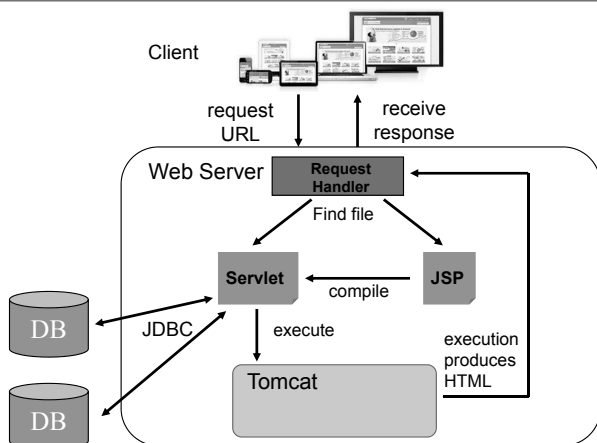 Client
request
URL
receive
response
Web Server
Request
Handler
Find file
Servlet
JSP
compile
DB
JDBC
execute
execution
produces
HTML
Tomcat
DB